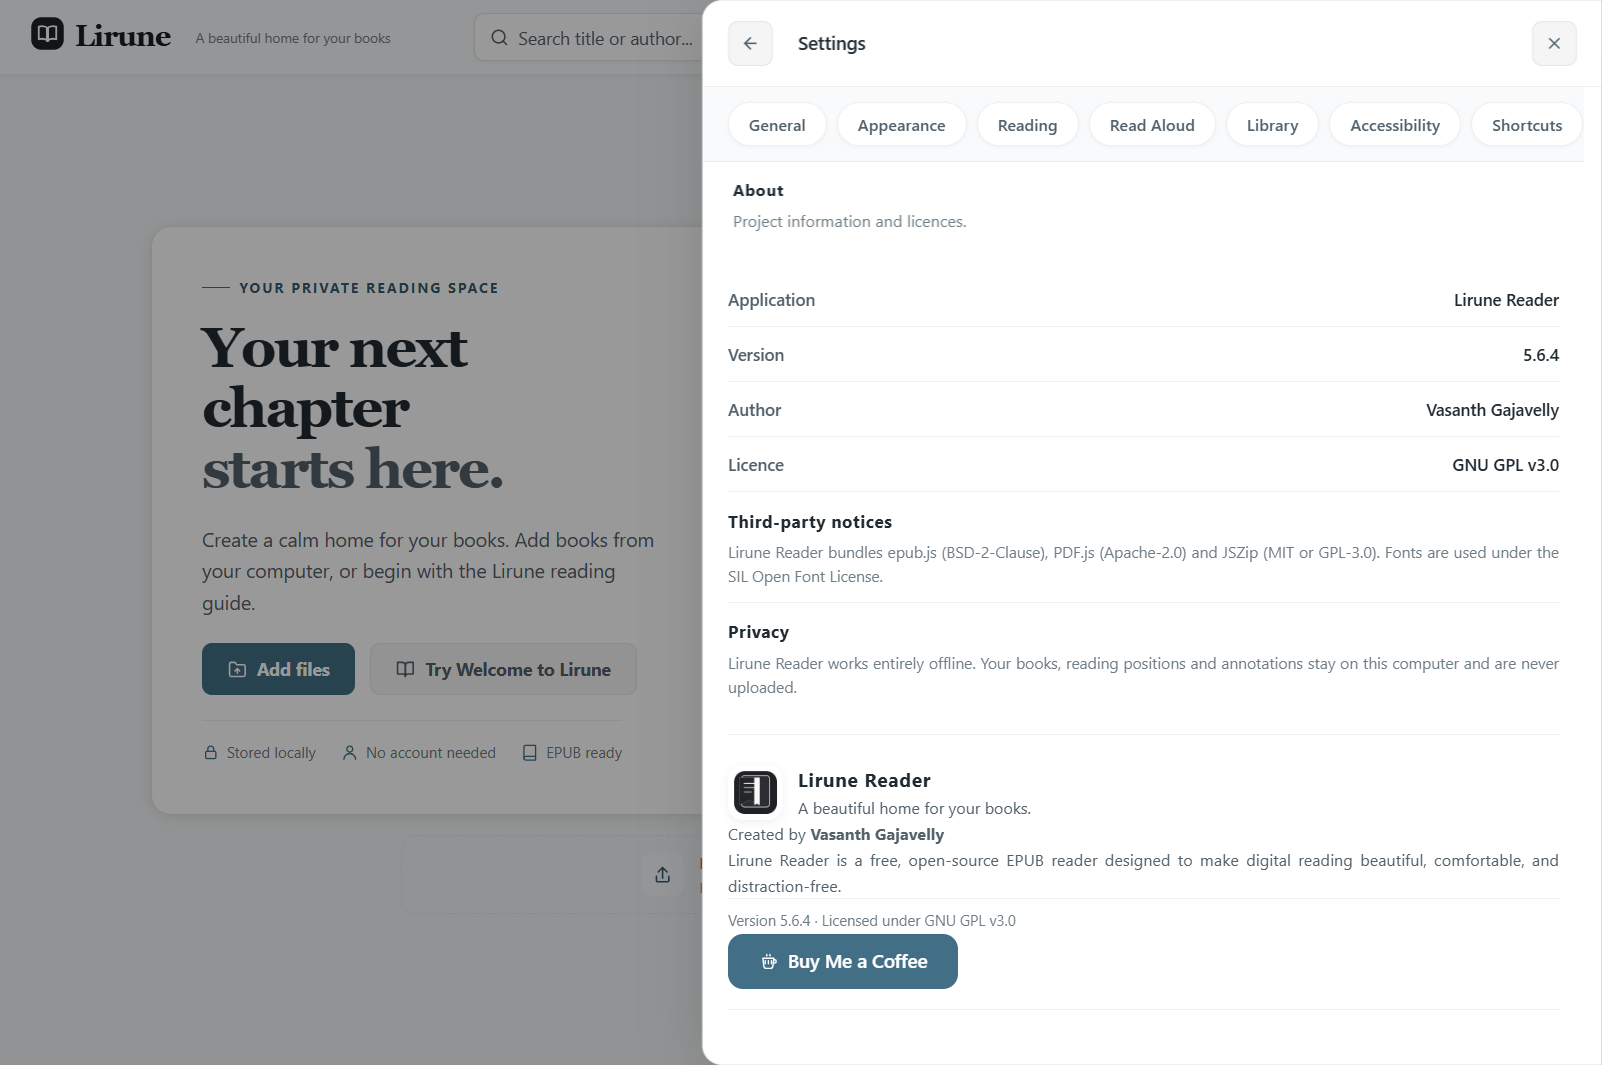 Lirune
A beautiful home for your books
Search title or author...
YOUR PRIVATE READING SPACE
Your next
chapter
starts here.
Create a calm home for your books. Add books from
your computer, or begin with the Lirune reading
guide.
Add files
Try Welcome to Lirune
Stored locally
No account needed
EPUB ready
Settings
General
Appearance
Reading
Read Aloud
Library
Accessibility
Shortcuts
About
Project information and licences.
Application
Lirune Reader
Version
5.6.4
Author
Vasanth Gajavelly
Licence
GNU GPL v3.0
Third-party notices
Lirune Reader bundles epub.js (BSD-2-Clause), PDF.js (Apache-2.0) and JSZip (MIT or GPL-3.0). Fonts are used under the
SIL Open Font License.
Privacy
Lirune Reader works entirely offline. Your books, reading positions and annotations stay on this computer and are never
uploaded.
Lirune Reader
A beautiful home for your books.
Created by Vasanth Gajavelly
Lirune Reader is a free, open-source EPUB reader designed to make digital reading beautiful, comfortable, and
distraction-free.
Version 5.6.4 · Licensed under GNU GPL v3.0
Buy Me a Coffee